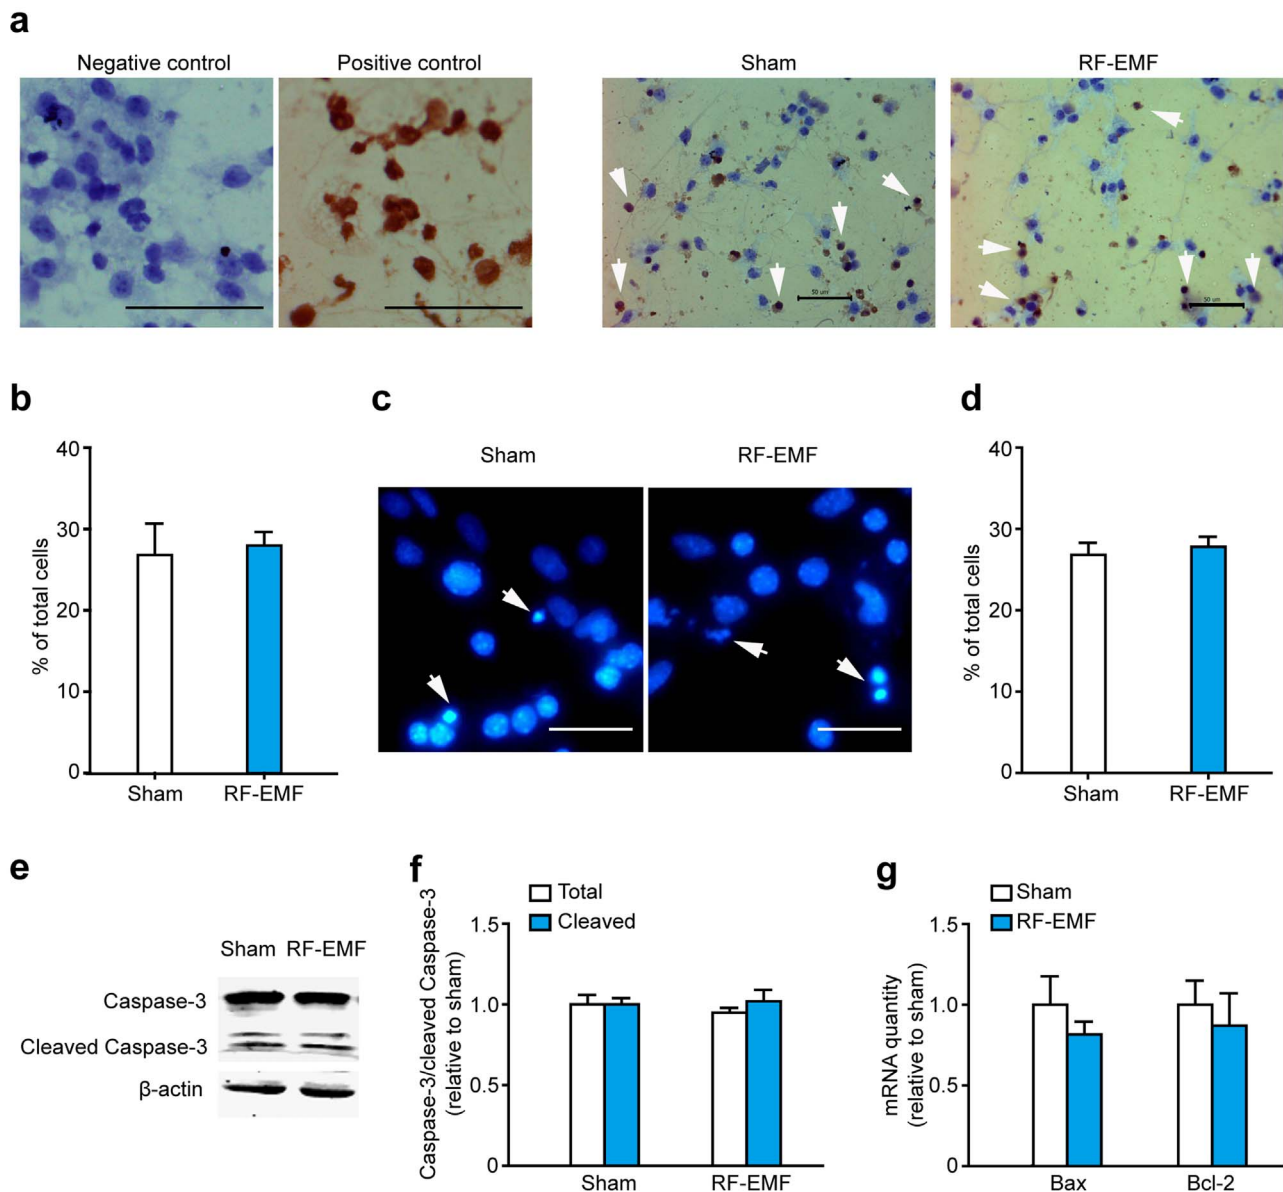 a
Negative control
Positive control
Sham
RF-EMF
50 um
50 um
b
% of total cells
40
30
20
10
0
Sham
RF-EMF
c
Sham
RF-EMF
d
% of total cells
40
30
20
10
0
Sham
RF-EMF
e
Sham RF-EMF
Caspase-3
Cleaved Caspase-3
β-actin
f
Caspase-3/cleaved Caspase-3
(relative to sham)
Total
Cleaved
1.5
1.0
0.5
0
Sham
RF-EMF
g
mRNA quantity
(relative to sham)
Sham
RF-EMF
1.5
1.0
0.5
0
Bax
Bcl-2